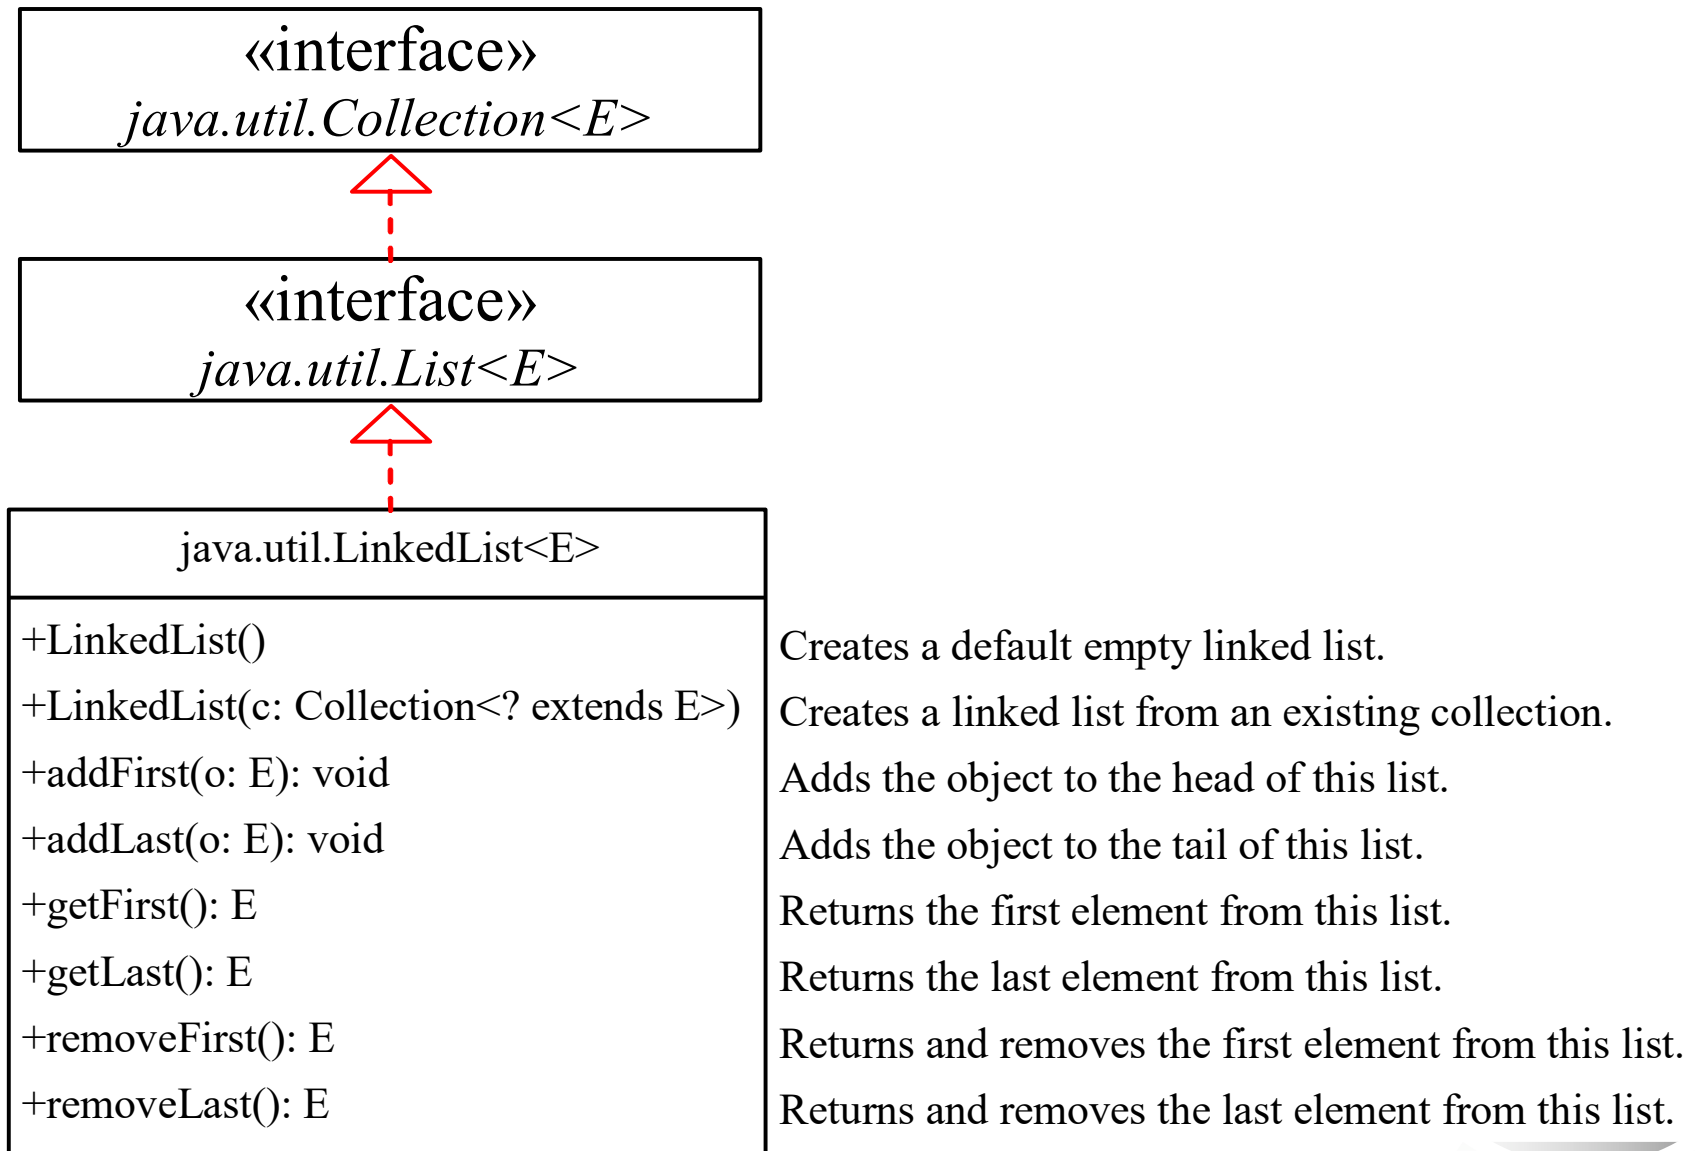 «interface»
java.util.Collection<E>
«interface»
java.util.List<E>
java.util.LinkedList<E>
+LinkedList()
Creates a default empty linked list.
+LinkedList(c: Collection<? extends E>)
Creates a linked list from an existing collection.
+addFirst(o: E): void
Adds the object to the head of this list.
+addLast(o: E): void
Adds the object to the tail of this list.
+getFirst(): E
Returns the first element from this list.
+getLast(): E
Returns the last element from this list.
+removeFirst(): E
Returns and removes the first element from this list.
+removeLast(): E
Returns and removes the last element from this list.